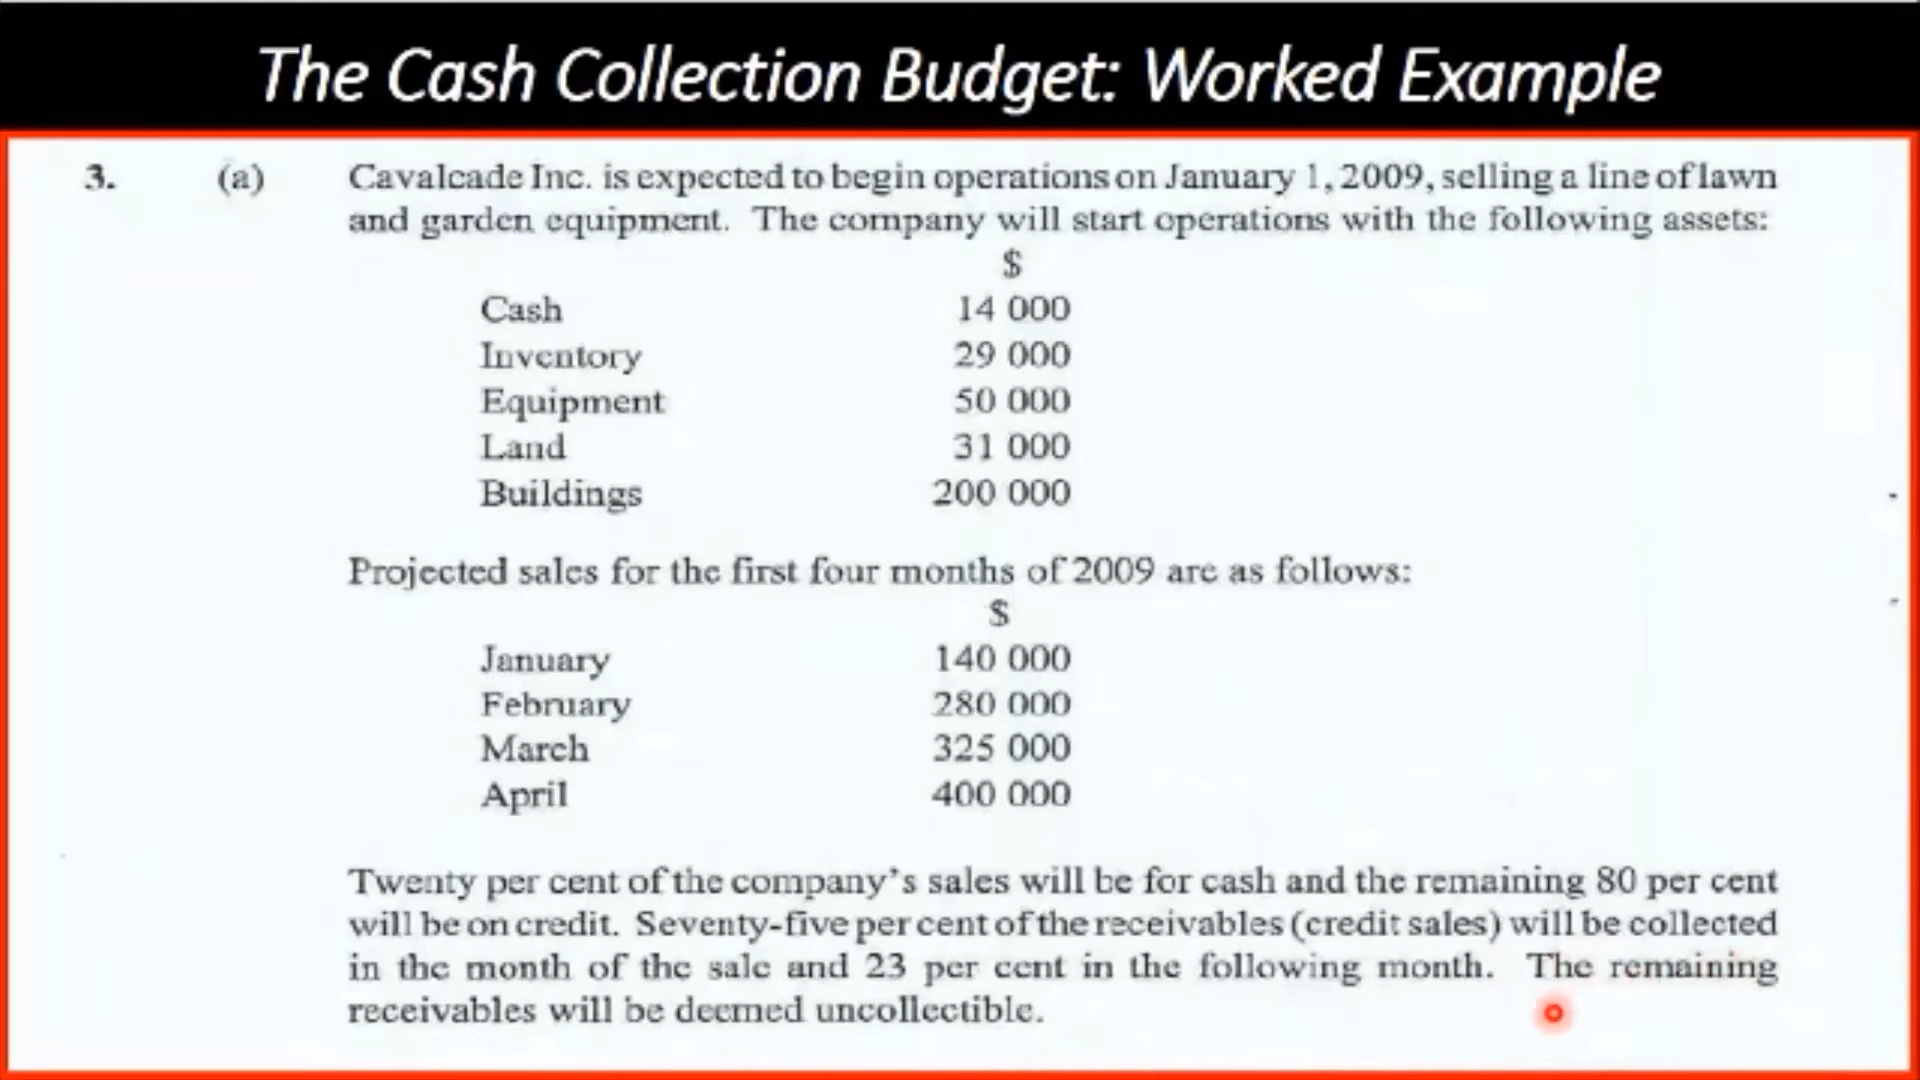 The Cash Collection Budget: Worked Example
3. (a) Cavalcade Inc. is expected to begin operations on January 1, 2009, selling a line of lawn
and garden equipment. The company will start operations with the following assets:
$
Cash 14 000
Inventory 29 000
Equipment 50 000
Land 31 000
Buildings 200 000
Projected sales for the first four months of 2009 are as follows:
$
January 140 000
February 280 000
March 325 000
April 400 000
Twenty per cent of the company's sales will be for cash and the remaining 80 per cent
will be on credit. Seventy-five per cent of the receivables (credit sales) will be collected
in the month of the sale and 23 per cent in the following month. The remaining
receivables will be deemed uncollectible.